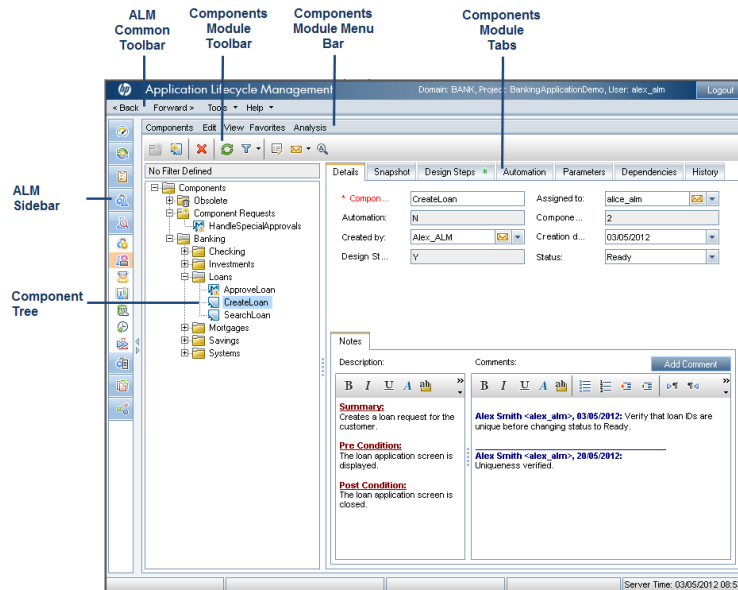 ALM
Common
Toolbar
Components
Module
Toolbar
Components
Module Menu
Bar
Components
Module
Tabs
hp Application Lifecycle Management Domain: BANK, Project: BankingApplicationDemo, User: alex_alm Logout
< Back Forward > Tools Help
Components Edit View Favorites Analysis
No Filter Defined
Details Snapshot Design Steps * Automation Parameters Dependencies History
ALM
Sidebar
Component
Tree
Components
Obsolete
Component Requests
HandleSpecialApprovals
Banking
Checking
Investments
Loans
ApproveLoan
CreateLoan
SearchLoan
Mortgages
Savings
Systems
* Compon... CreateLoan Assigned to: alice_alm
Automation: N Compone... 2
Created by: Alex_ALM Creation d... 03/05/2012
Design St... Y Status: Ready
Notes
Description:
B I U A ab »
Summary:
Creates a loan request for the
customer.
Pre Condition:
The loan application screen is
displayed.
Post Condition:
The loan application screen is
closed.
Comments: Add Comment
B I U A ab »
Alex Smith <alex_alm>, 03/05/2012: Verify that loan IDs are
unique before changing status to Ready.
Alex Smith <alex_alm>, 20/05/2012:
Uniqueness verified.
Server Time: 03/05/2012 08:5